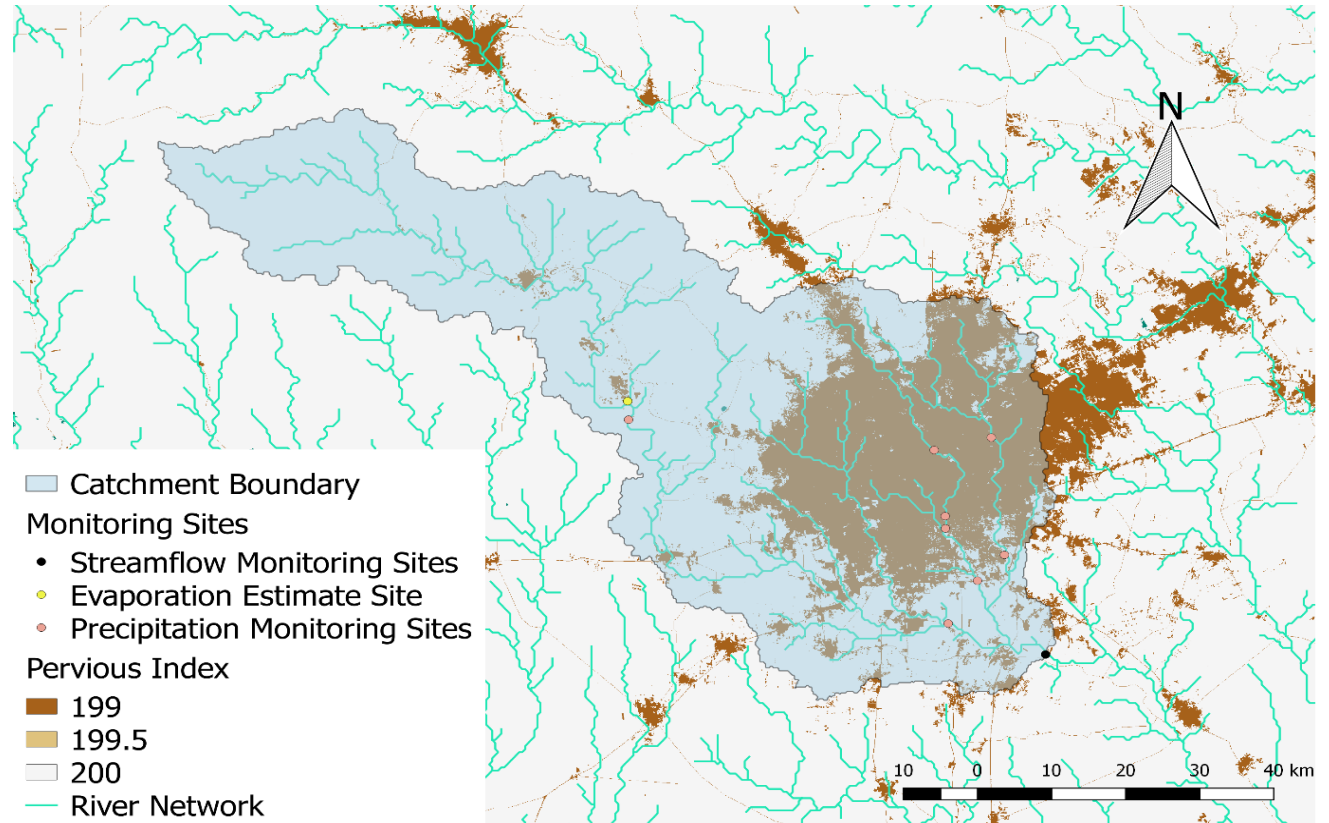 N
Catchment Boundary
Monitoring Sites
Streamflow Monitoring Sites
Evaporation Estimate Site
Precipitation Monitoring Sites
Pervious Index
199
199.5
200
River Network
10 0 10 20 30 40 km